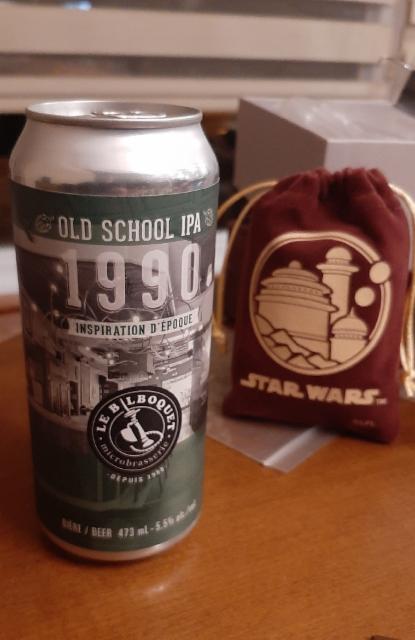 OLD SCHOOL IPA
1990
INSPIRATION D'ÉPOQUE
LE BILBOQUET
microbrasserie
DEPUIS
BIÈRE / BEER 473 mL - 5.5% alc./vol
STAR WARS